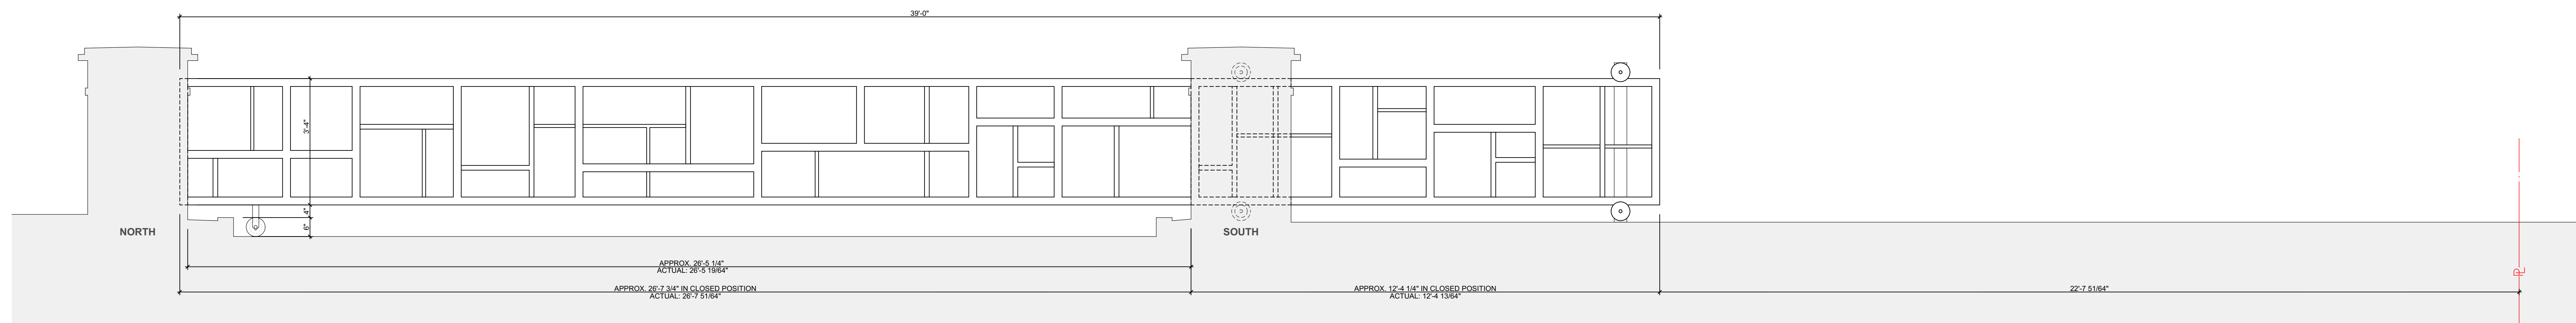 39'-0"
3'-4"
4"
6"
NORTH
SOUTH
APPROX. 26'-5 1/4"
ACTUAL: 26'-5 19/64"
APPROX. 26'-7 3/4" IN CLOSED POSITION
ACTUAL: 26'-7 51/64"
APPROX. 12'-4 1/4" IN CLOSED POSITION
ACTUAL: 12'-4 13/64"
22'-7 51/64"